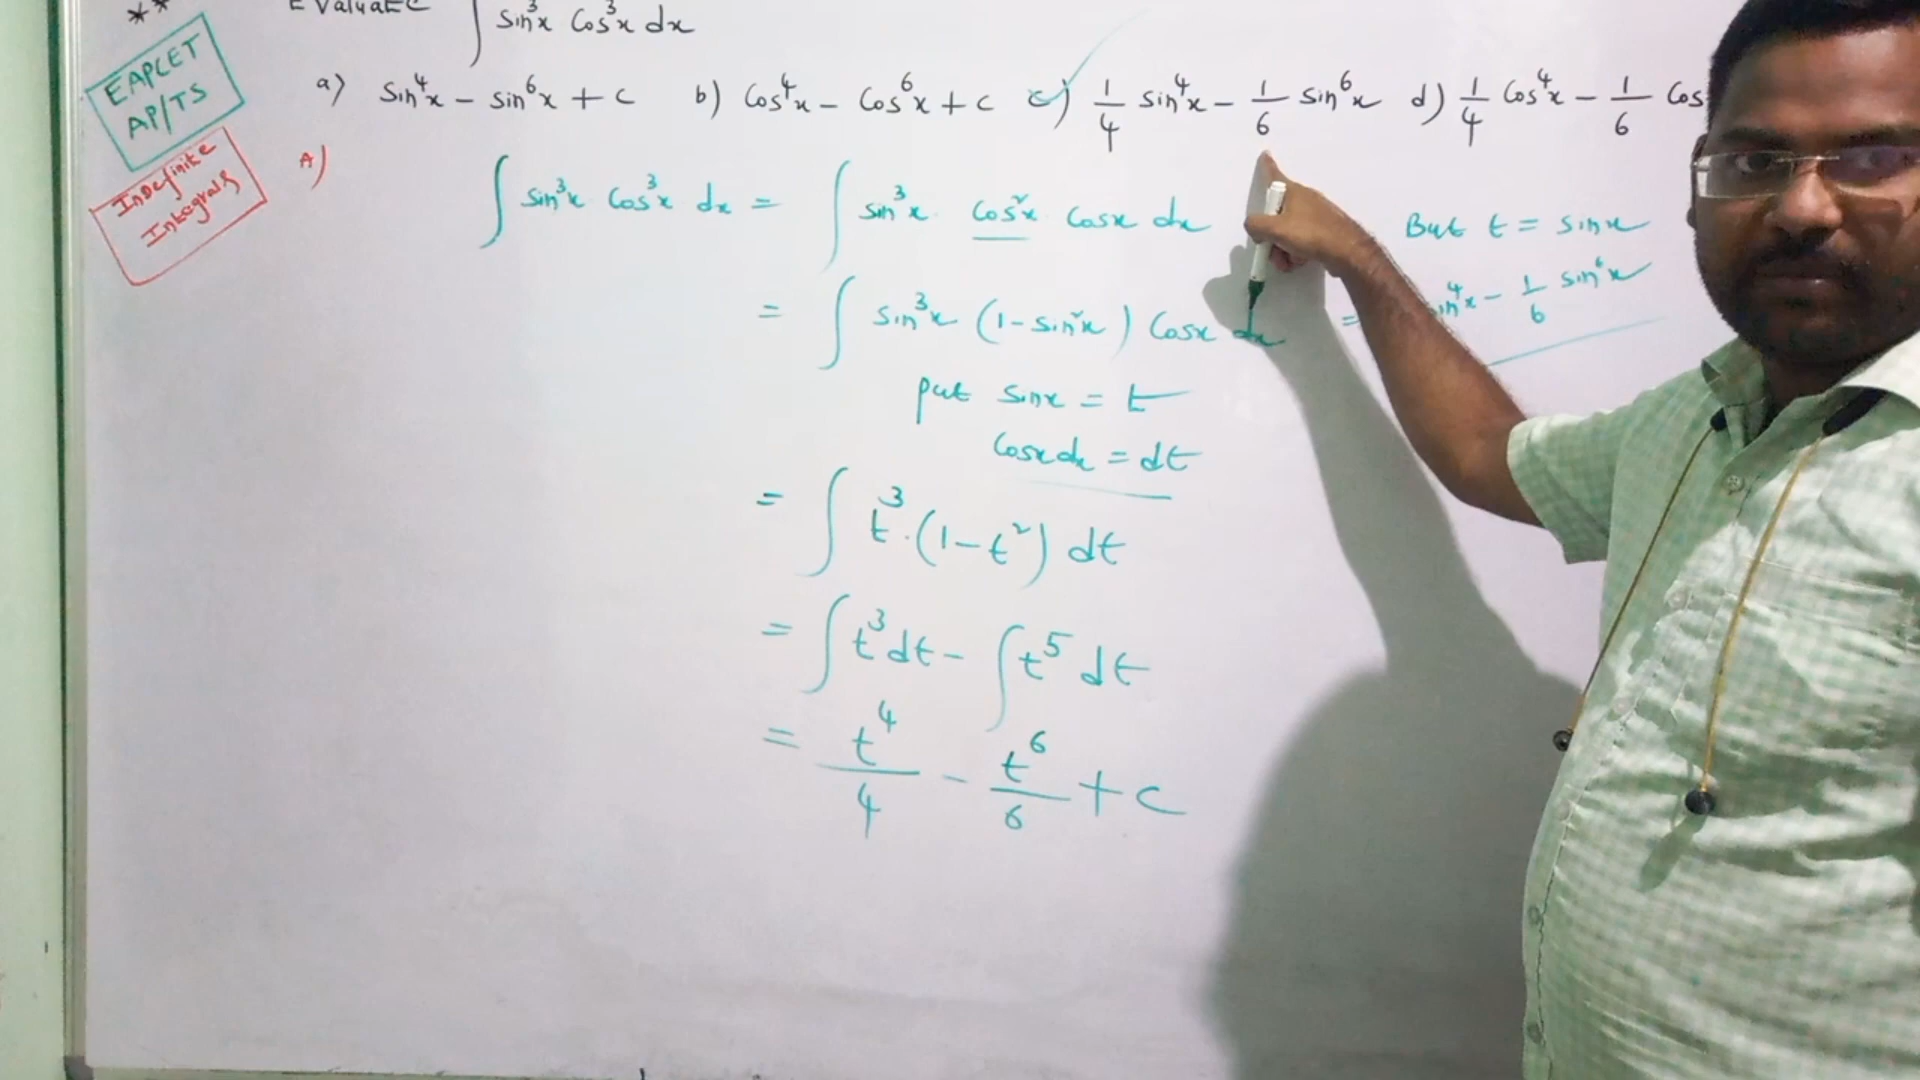 ** Evaluate ∫ sin³x cos³x dx
EAPCET
AP/TS
a) sin⁴x − sin⁶x + c b) cos⁴x − cos⁶x + c c) 1/4 sin⁴x − 1/6 sin⁶x d) 1/4 cos⁴x − 1/6 cos
InDefinite
Integrals
A)
∫ sin³x cos³x dx = ∫ sin³x. cos²x. cosx dx
= ∫ sin³x (1 − sin²x) cosx dx
put sinx = t
cosx dx = dt
= ∫ t³.(1 − t²) dt
= ∫ t³ dt − ∫ t⁵ dt
= t⁴/4 − t⁶/6 + c
But t = sinx
= sin⁴x − 1/6 sin⁶x